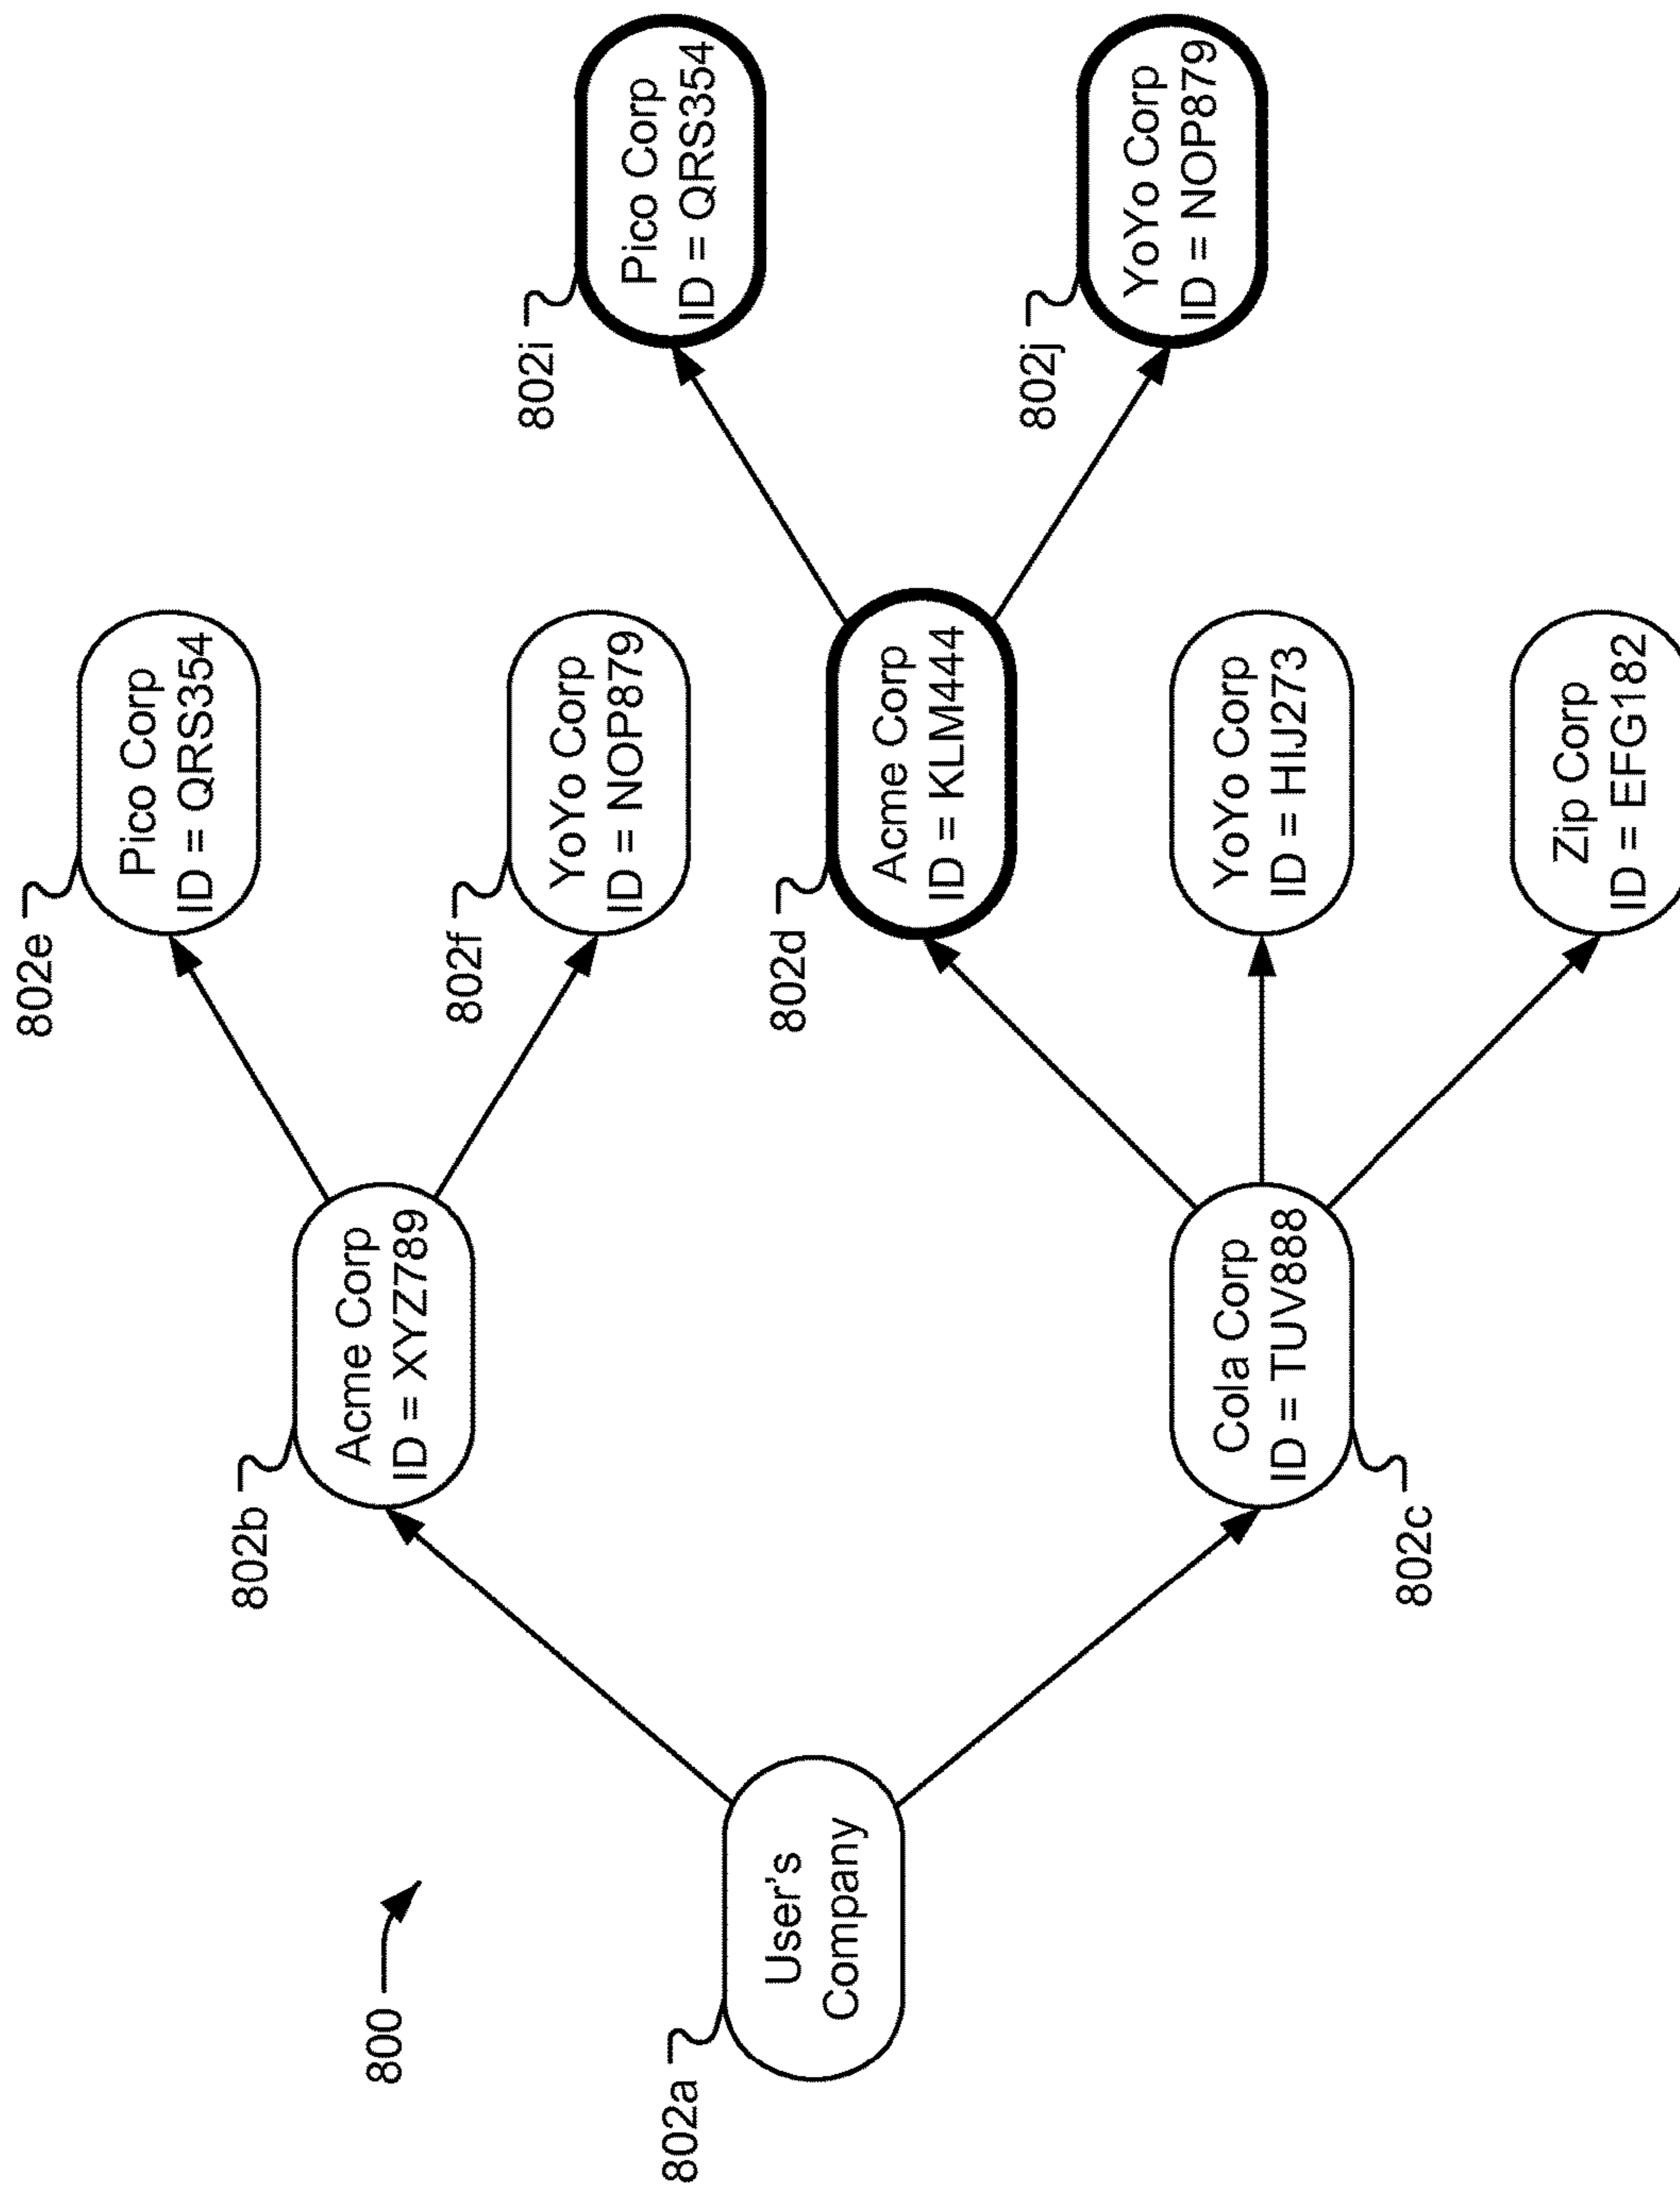 800
802a
User's
Company
802b
Acme Corp
ID = XYZ789
802c
Cola Corp
ID = TUV888
802e
Pico Corp
ID = QRS354
802f
YoYo Corp
ID = NOP879
802d
Acme Corp
ID = KLM444
YoYo Corp
ID = HIJ273
Zip Corp
ID = EFG182
802i
Pico Corp
ID = QRS354
802j
YoYo Corp
ID = NOP879